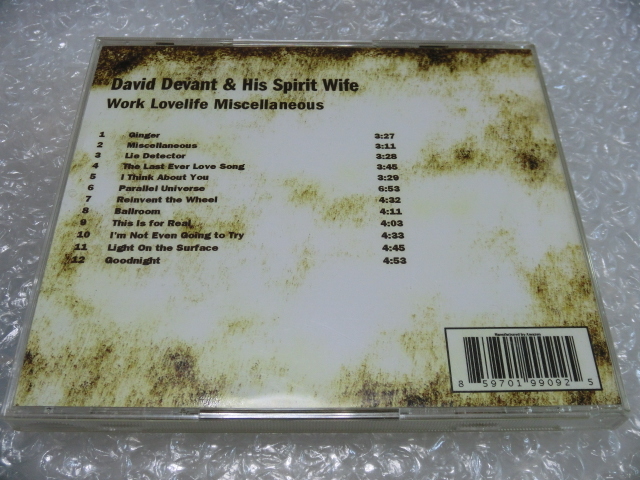 David Devant & His Spirit Wife
Work Lovelife Miscellaneous
1 Ginger 3:27
2 Miscellaneous 3:11
3 Lie Detector 3:28
4 The Last Ever Love Song 3:45
5 I Think About You 3:29
6 Parallel Universe 6:53
7 Reinvent the Wheel 4:32
8 Ballroom 4:11
9 This is for Real 4:03
10 I'm Not Even Going to Try 4:33
11 Light On the Surface 4:45
12 Goodnight 4:53
Manufactured by
8 59701 99092 5